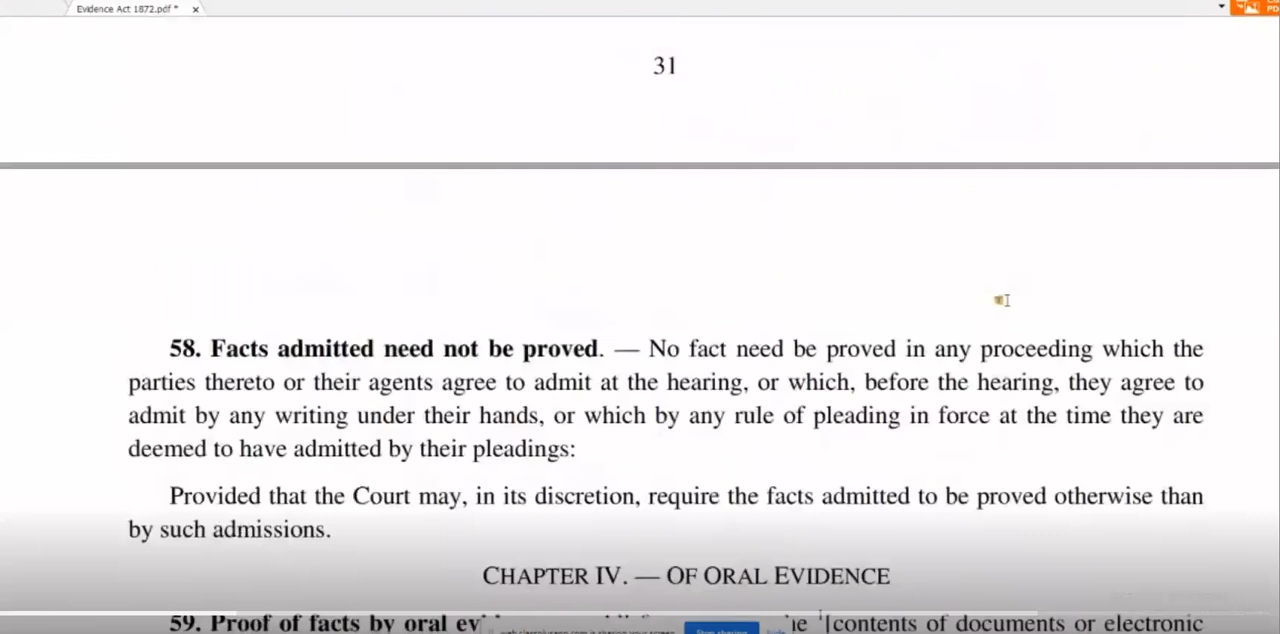 Evidence Act 1872.pdf * x
PD
31
58. Facts admitted need not be proved. — No fact need be proved in any proceeding which the
parties thereto or their agents agree to admit at the hearing, or which, before the hearing, they agree to
admit by any writing under their hands, or which by any rule of pleading in force at the time they are
deemed to have admitted by their pleadings:
Provided that the Court may, in its discretion, require the facts admitted to be proved otherwise than
by such admissions.
CHAPTER IV. — OF ORAL EVIDENCE
59. Proof of facts by oral [contents of documents or electronic